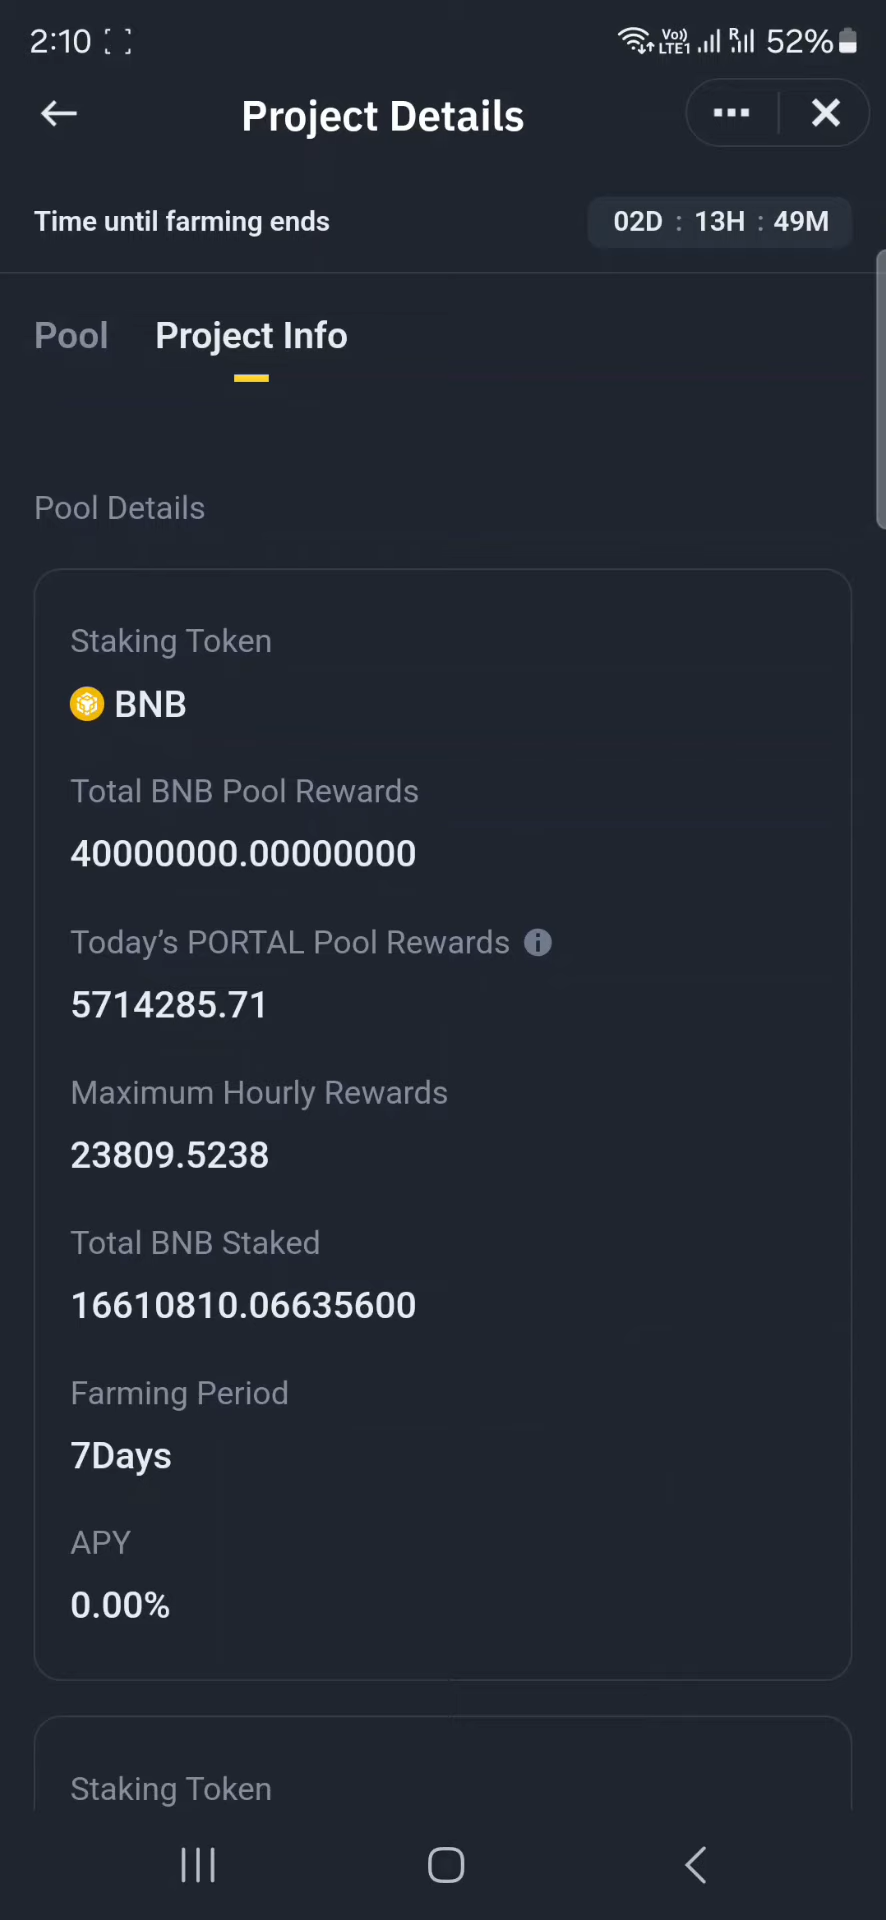 2:10
Vo)) LTE1 R 52%
Project Details
Time until farming ends
02D : 13H : 49M
Pool Project Info
Pool Details
Staking Token
BNB
Total BNB Pool Rewards
40000000.00000000
Today’s PORTAL Pool Rewards
5714285.71
Maximum Hourly Rewards
23809.5238
Total BNB Staked
16610810.06635600
Farming Period
7Days
APY
0.00%
Staking Token